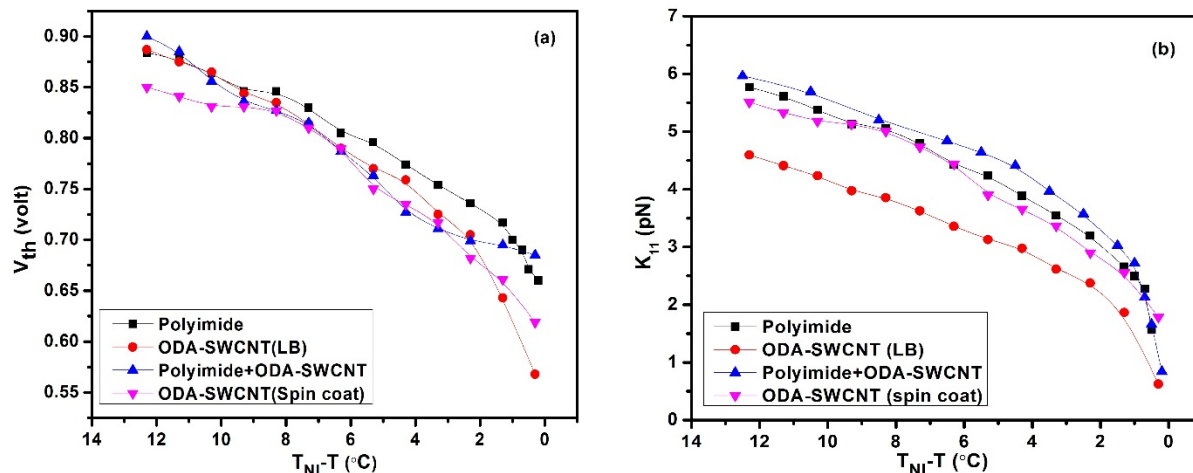 (a)
V_th (volt)
0.90
0.85
0.80
0.75
0.70
0.65
0.60
0.55
Polyimide
ODA-SWCNT(LB)
Polyimide+ODA-SWCNT
ODA-SWCNT(Spin coat)
14 12 10 8 6 4 2 0
T_NI-T (°C)
(b)
K_11 (pN)
7
6
5
4
3
2
1
0
Polyimide
ODA-SWCNT (LB)
Polyimide+ODA-SWCNT
ODA-SWCNT (spin coat)
14 12 10 8 6 4 2 0
T_NI-T (°C)